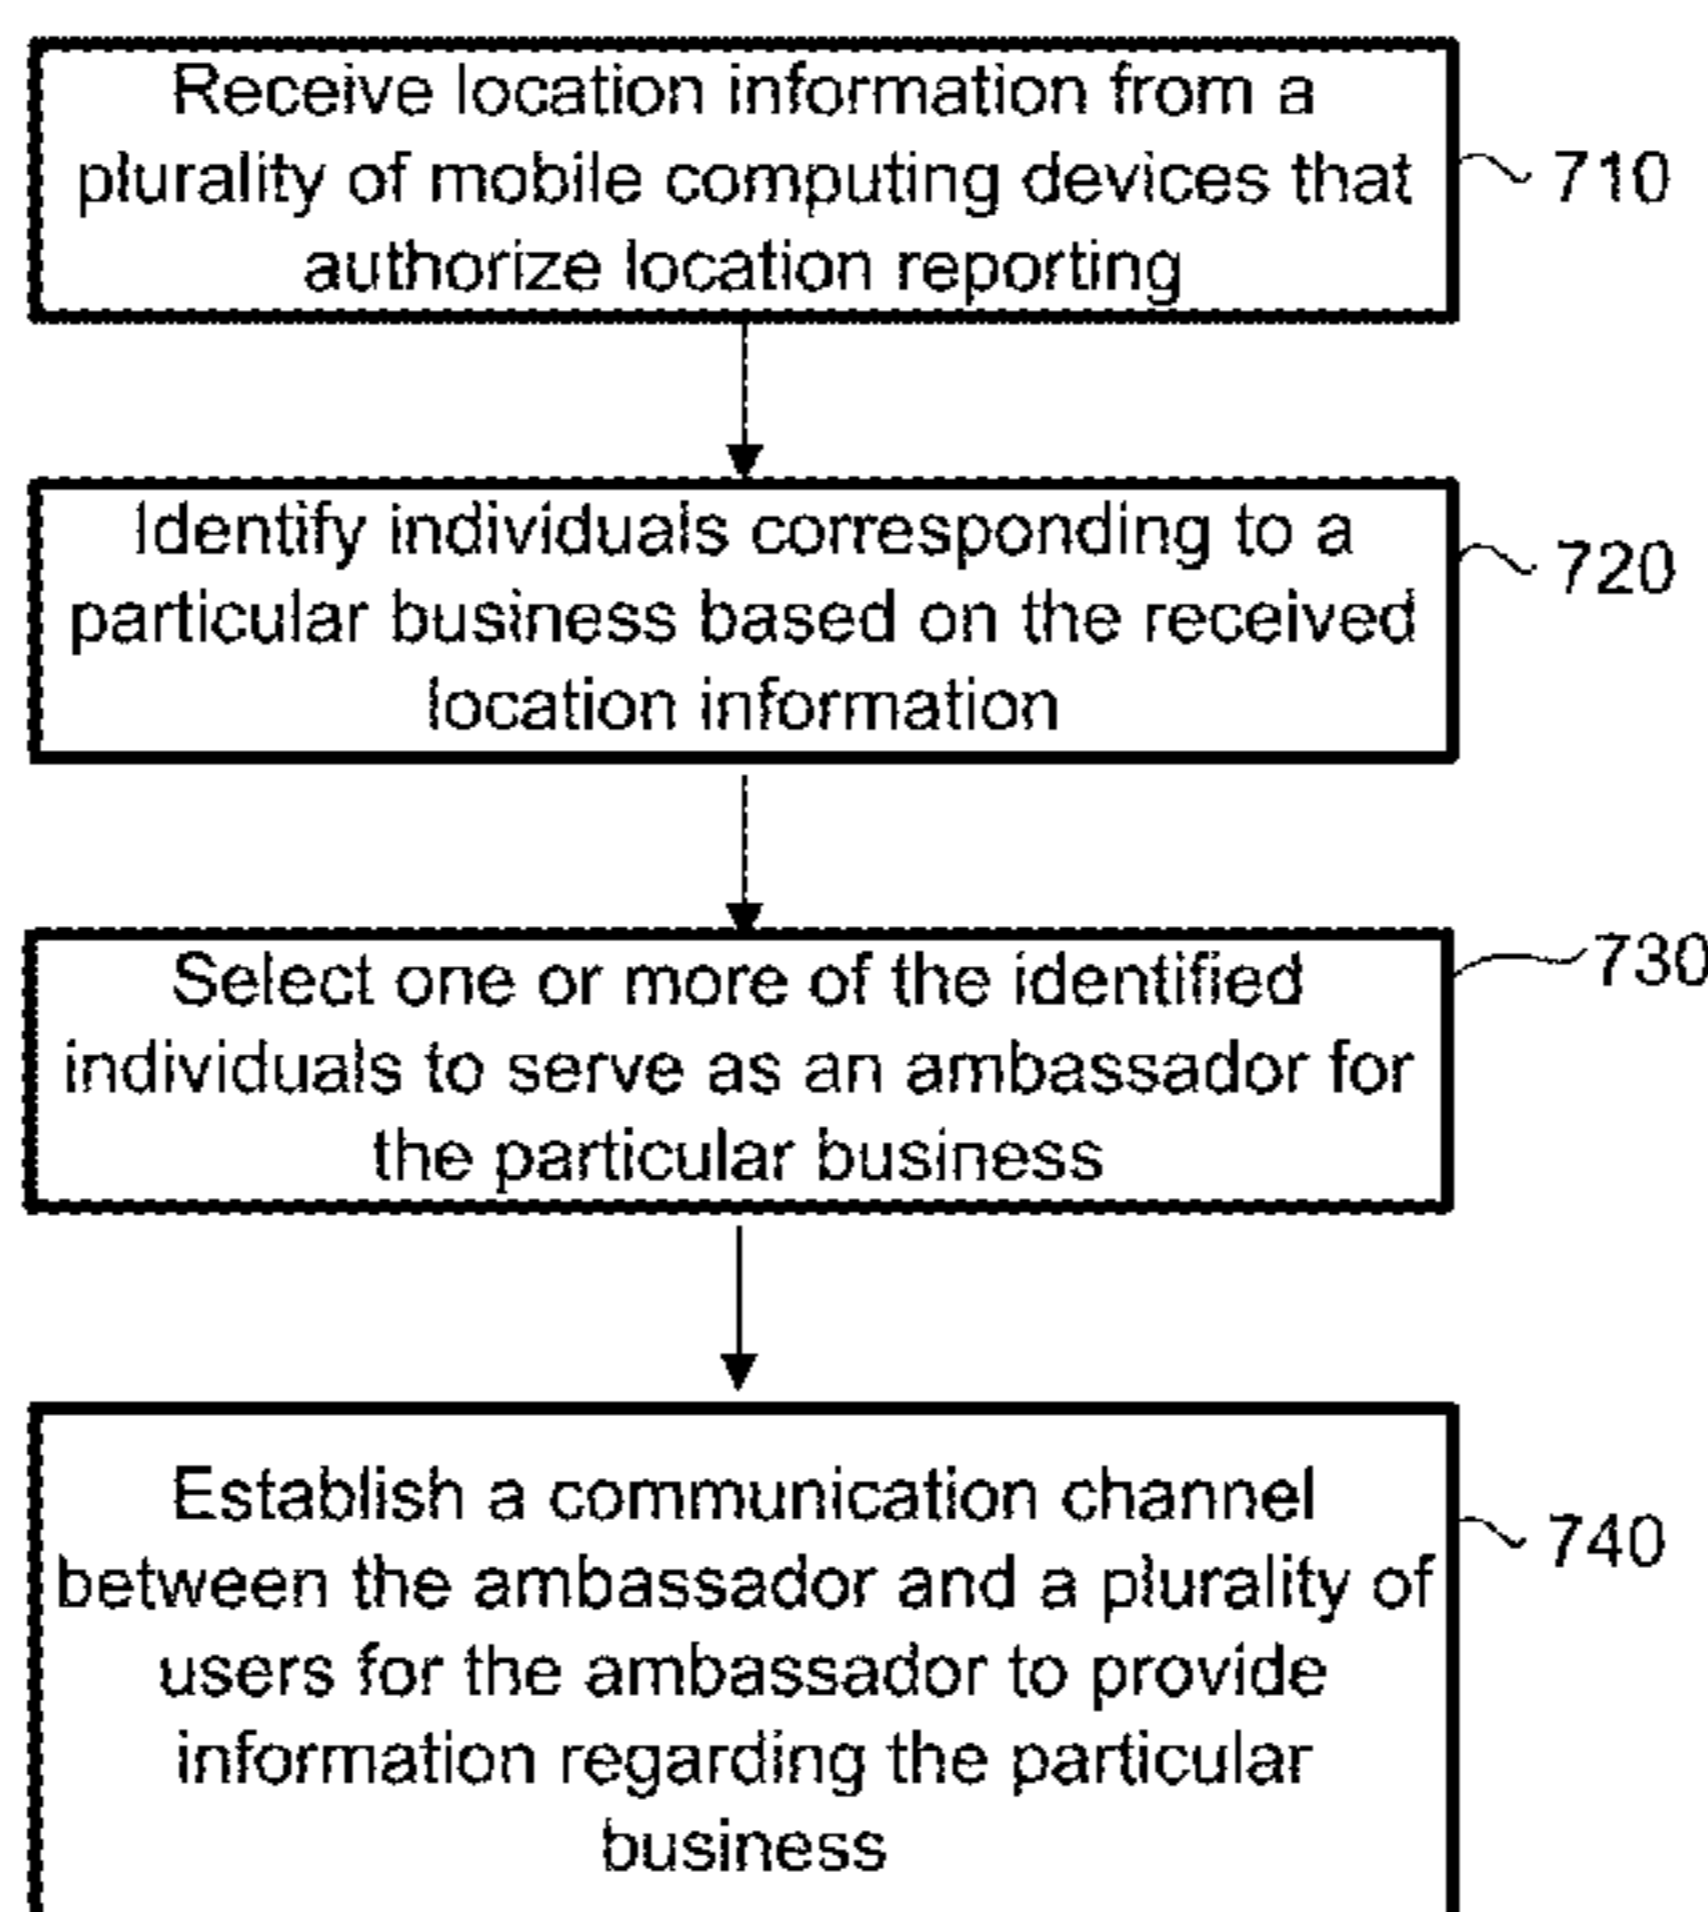 Receive location information from a
plurality of mobile computing devices that
authorize location reporting
710
Identify individuals corresponding to a
particular business based on the received
location information
720
Select one or more of the identified
individuals to serve as an ambassador for
the particular business
730
Establish a communication channel
between the ambassador and a plurality of
users for the ambassador to provide
information regarding the particular
business
740